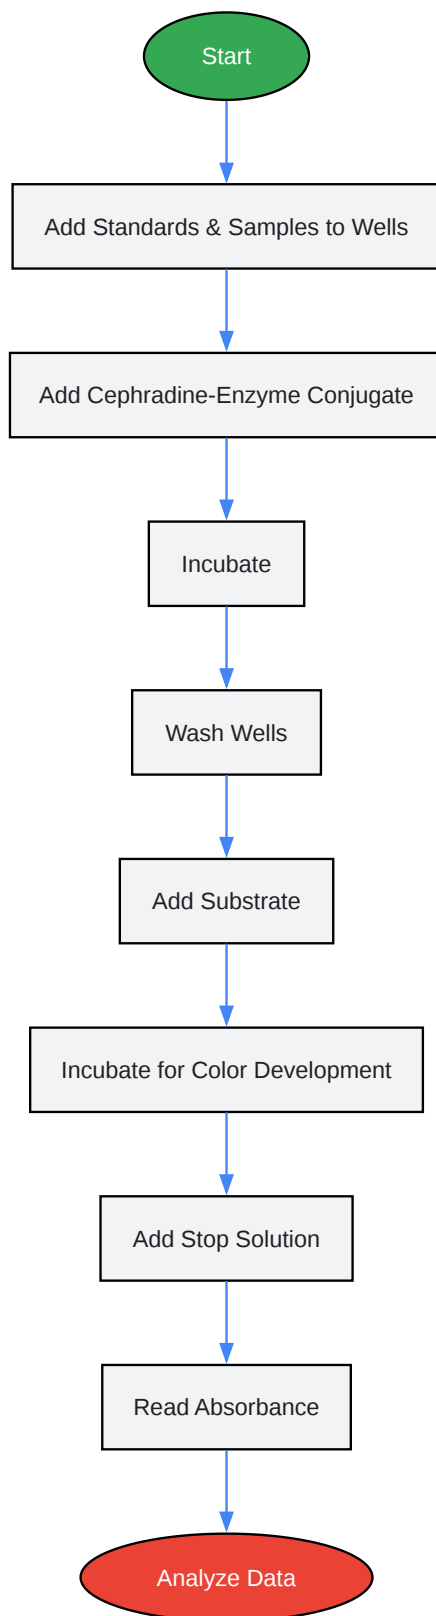 Start
Add Standards & Samples to Wells
Add Cephradine-Enzyme Conjugate
Incubate
Wash Wells
Add Substrate
Incubate for Color Development
Add Stop Solution
Read Absorbance
Analyze Data